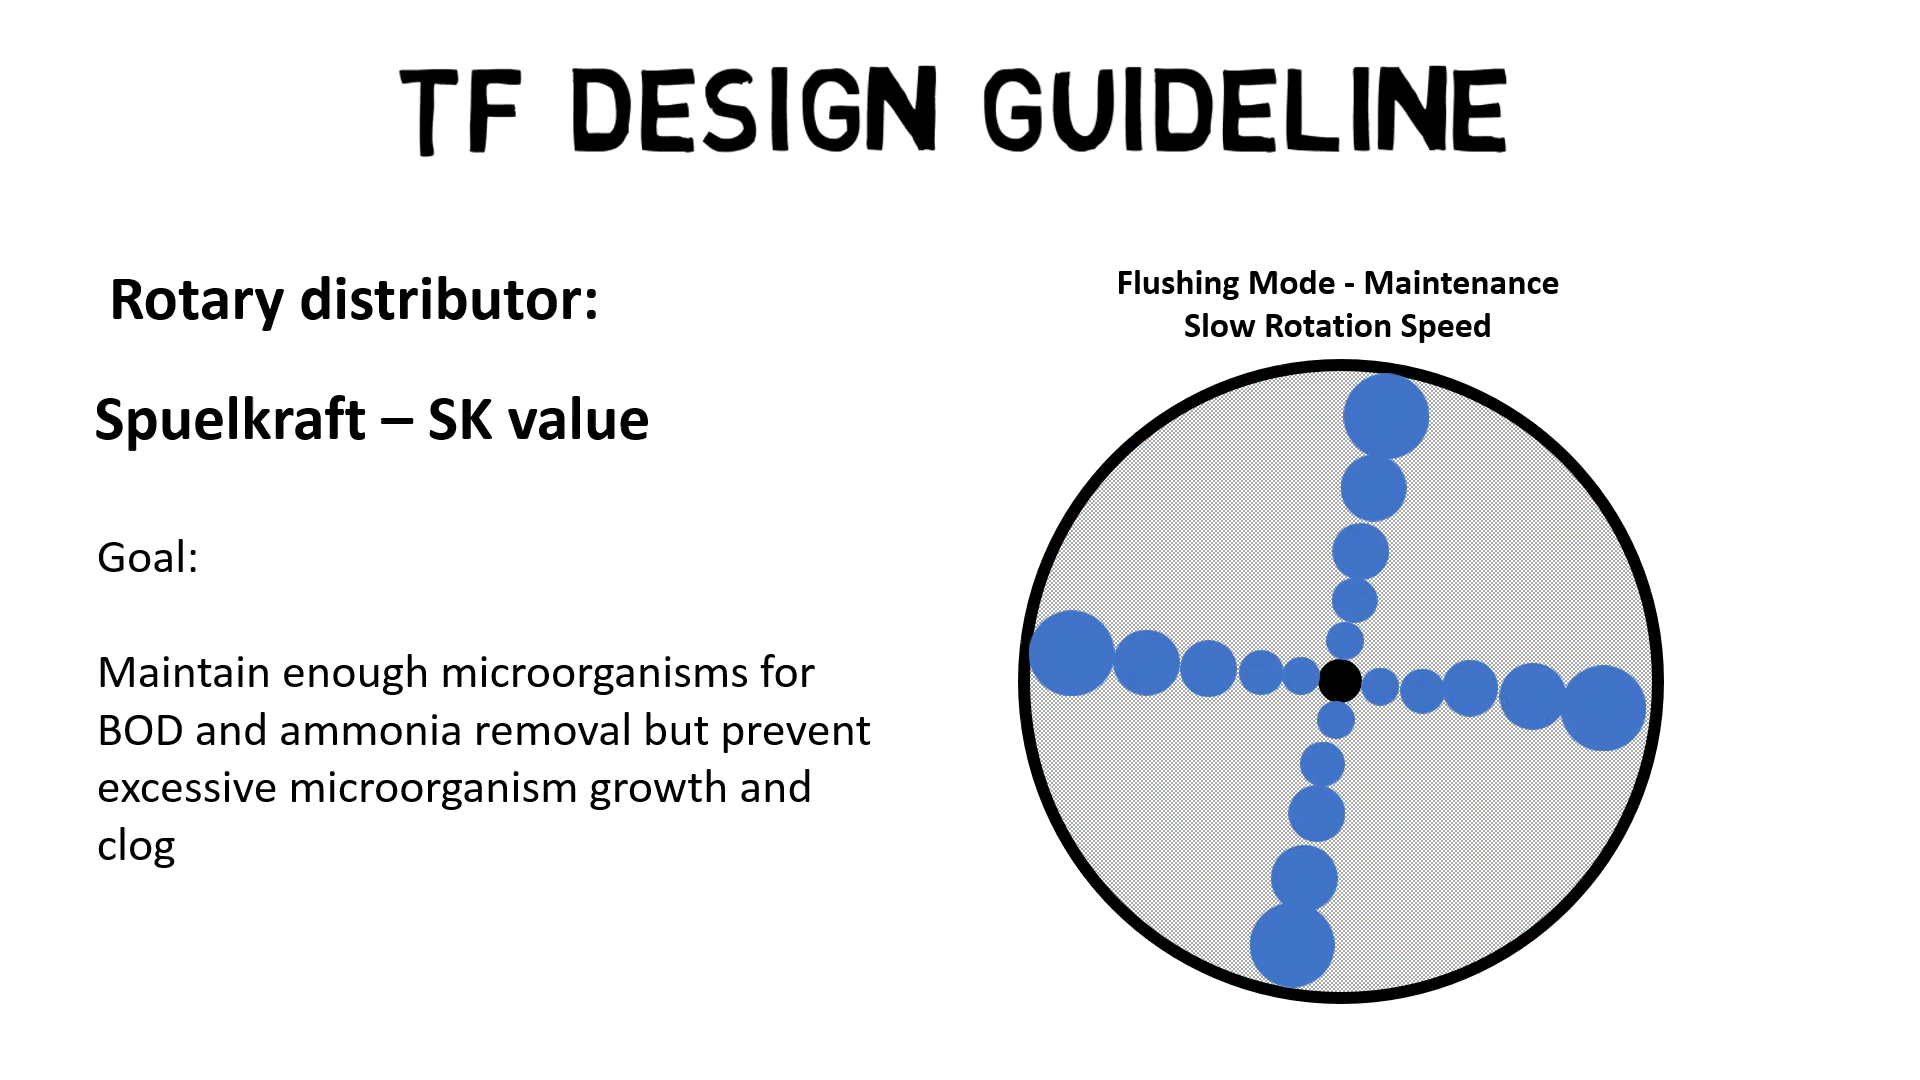 TF DESIGN GUIDELINE
Rotary distributor:
Spuelkraft – SK value
Goal:
Maintain enough microorganisms for
BOD and ammonia removal but prevent
excessive microorganism growth and
clog
Flushing Mode - Maintenance
Slow Rotation Speed